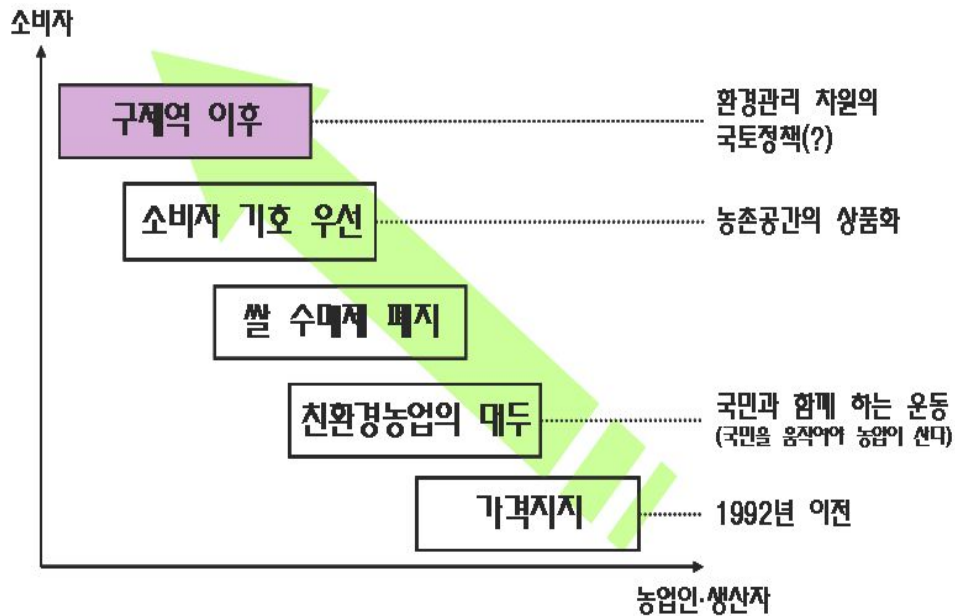 소비자
구제역 이후
환경관리 차원의
국토정책(?)
소비자 기호 우선
농촌공간의 상품화
쌀 수매제 폐지
친환경농업의 대두
국민과 함께 하는 운동
(국민을 움직여야 농업이 산다)
가격지지
1992년 이전
농업인·생산자